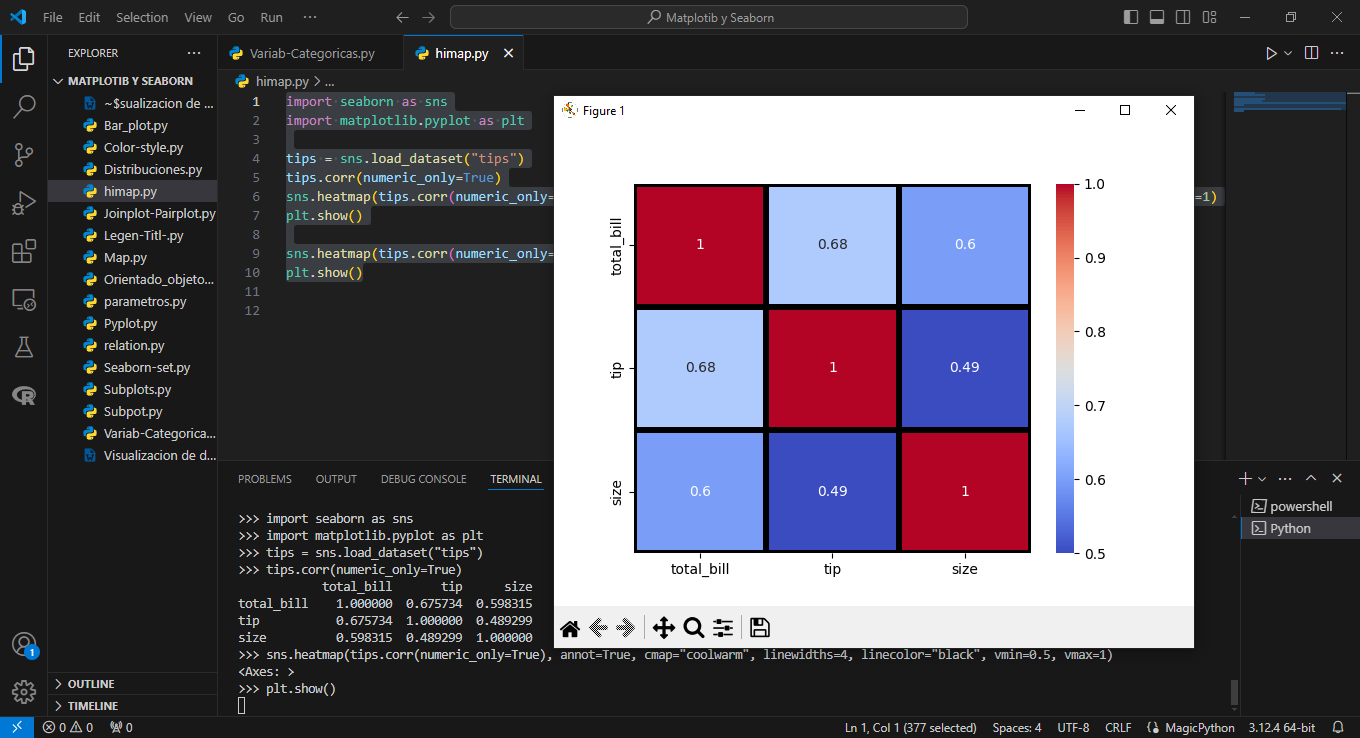 File Edit Selection View Go Run ··· Matplotib y Seaborn
EXPLORER ···
MATPLOTIB Y SEABORN
~$sualizacion de ...
Bar_plot.py
Color-style.py
Distribuciones.py
himap.py
Joinplot-Pairplot.py
Legen-Titl-.py
Map.py
Orientado_objeto...
parametros.py
Pyplot.py
relation.py
Seaborn-set.py
Subplots.py
Subpot.py
Variab-Categorica...
Visualizacion de d...
OUTLINE
TIMELINE
Variab-Categoricas.py himap.py
himap.py > ...
1 import seaborn as sns
2 import matplotlib.pyplot as plt
3
4 tips = sns.load_dataset("tips")
5 tips.corr(numeric_only=True)
6 sns.heatmap(tips.corr(numeric_only= =1)
7 plt.show()
8
9 sns.heatmap(tips.corr(numeric_only=
10 plt.show()
11
12
Figure 1
total_bill 1 0.68 0.6
tip 0.68 1 0.49
size 0.6 0.49 1
total_bill tip size
1.0
0.9
0.8
0.7
0.6
0.5
PROBLEMS OUTPUT DEBUG CONSOLE TERMINAL
>>> import seaborn as sns
>>> import matplotlib.pyplot as plt
>>> tips = sns.load_dataset("tips")
>>> tips.corr(numeric_only=True)
total_bill tip size
total_bill 1.000000 0.675734 0.598315
tip 0.675734 1.000000 0.489299
size 0.598315 0.489299 1.000000
>>> sns.heatmap(tips.corr(numeric_only=True), annot=True, cmap="coolwarm", linewidths=4, linecolor="black", vmin=0.5, vmax=1)
<Axes: >
>>> plt.show()
powershell
Python
1
0 0 0 Ln 1, Col 1 (377 selected) Spaces: 4 UTF-8 CRLF MagicPython 3.12.4 64-bit